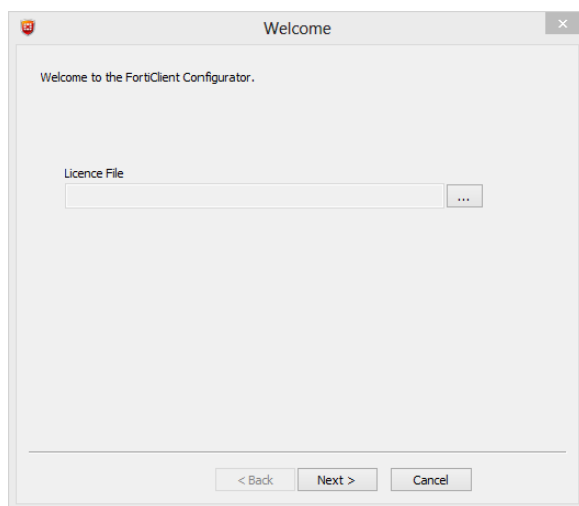 Welcome
Welcome to the FortiClient Configurator.
Licence File
...
< Back Next > Cancel